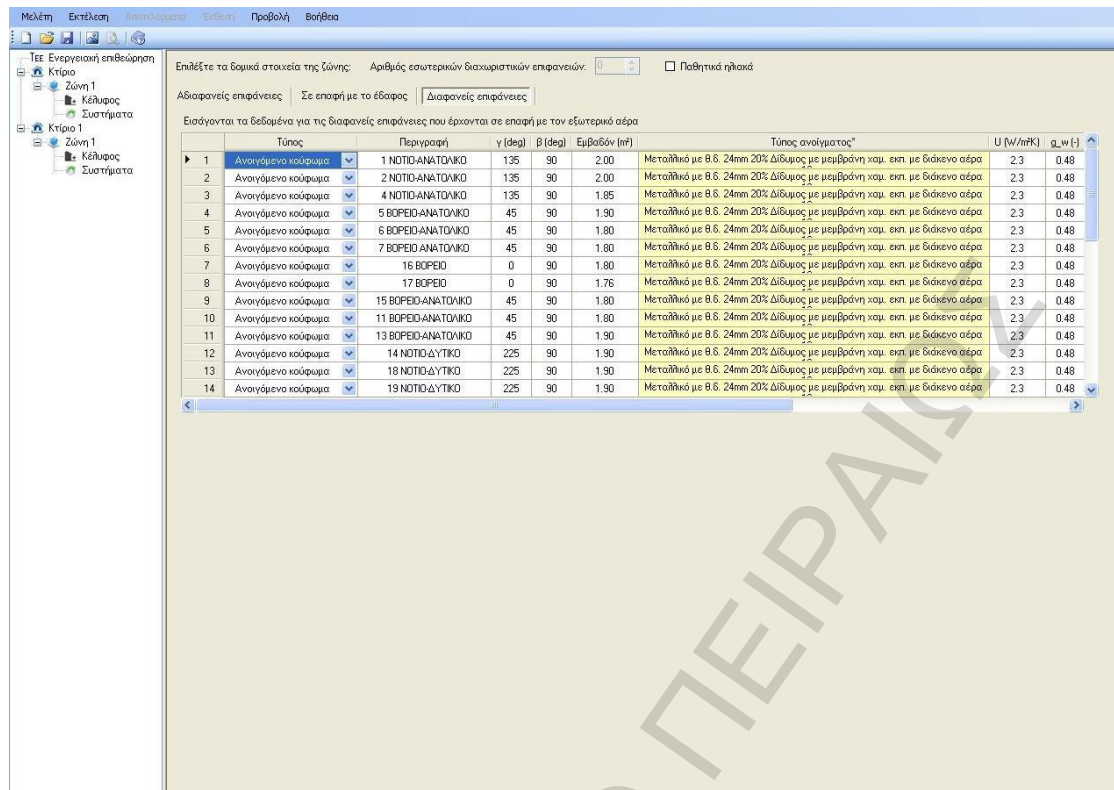 Μελέτη Εκτέλεση Αποτελέσματα Έκθεση Προβολή Βοήθεια
ΤΕΕ Ενεργειακή επιθεώρηση
Κτίριο
Ζώνη 1
Κέλυφος
Συστήματα
Κτίριο 1
Ζώνη 1
Κέλυφος
Συστήματα
Επιλέξτε τα δομικά στοιχεία της ζώνης: Αριθμός εσωτερικών διαχωριστικών επιφανειών: 0 Παθητικά ηλιακά
Αδιαφανείς επιφάνειες Σε επαφή με το έδαφος Διαφανείς επιφάνειες
Εισάγονται τα δεδομένα για τις διαφανείς επιφάνειες που έρχονται σε επαφή με τον εξωτερικό αέρα
Τύπος Περιγραφή γ (deg) β (deg) Εμβαδόν (m²) Τύπος ανοίγματος" U (W/m²K) g_w (-)
1 Ανοιγόμενο κούφωμα 1 ΝΟΤΙΟ-ΑΝΑΤΟΛΙΚΟ 135 90 2.00 Μεταλλικό με θ.δ. 24mm 20% Δίδυμος με μεμβράνη χαμ. εκπ. με διάκενο αέρα 2.3 0.48
2 Ανοιγόμενο κούφωμα 2 ΝΟΤΙΟ-ΑΝΑΤΟΛΙΚΟ 135 90 2.00 Μεταλλικό με θ.δ. 24mm 20% Δίδυμος με μεμβράνη χαμ. εκπ. με διάκενο αέρα 2.3 0.48
3 Ανοιγόμενο κούφωμα 4 ΝΟΤΙΟ-ΑΝΑΤΟΛΙΚΟ 135 90 1.85 Μεταλλικό με θ.δ. 24mm 20% Δίδυμος με μεμβράνη χαμ. εκπ. με διάκενο αέρα 2.3 0.48
4 Ανοιγόμενο κούφωμα 5 ΒΟΡΕΙΟ-ΑΝΑΤΟΛΙΚΟ 45 90 1.90 Μεταλλικό με θ.δ. 24mm 20% Δίδυμος με μεμβράνη χαμ. εκπ. με διάκενο αέρα 2.3 0.48
5 Ανοιγόμενο κούφωμα 6 ΒΟΡΕΙΟ-ΑΝΑΤΟΛΙΚΟ 45 90 1.80 Μεταλλικό με θ.δ. 24mm 20% Δίδυμος με μεμβράνη χαμ. εκπ. με διάκενο αέρα 2.3 0.48
6 Ανοιγόμενο κούφωμα 7 ΒΟΡΕΙΟ ΑΝΑΤΟΛΙΚΟ 45 90 1.80 Μεταλλικό με θ.δ. 24mm 20% Δίδυμος με μεμβράνη χαμ. εκπ. με διάκενο αέρα 2.3 0.48
7 Ανοιγόμενο κούφωμα 16 ΒΟΡΕΙΟ 0 90 1.80 Μεταλλικό με θ.δ. 24mm 20% Δίδυμος με μεμβράνη χαμ. εκπ. με διάκενο αέρα 2.3 0.48
8 Ανοιγόμενο κούφωμα 17 ΒΟΡΕΙΟ 0 90 1.76 Μεταλλικό με θ.δ. 24mm 20% Δίδυμος με μεμβράνη χαμ. εκπ. με διάκενο αέρα 2.3 0.48
9 Ανοιγόμενο κούφωμα 15 ΒΟΡΕΙΟ-ΑΝΑΤΟΛΙΚΟ 45 90 1.80 Μεταλλικό με θ.δ. 24mm 20% Δίδυμος με μεμβράνη χαμ. εκπ. με διάκενο αέρα 2.3 0.48
10 Ανοιγόμενο κούφωμα 11 ΒΟΡΕΙΟ-ΑΝΑΤΟΛΙΚΟ 45 90 1.80 Μεταλλικό με θ.δ. 24mm 20% Δίδυμος με μεμβράνη χαμ. εκπ. με διάκενο αέρα 2.3 0.48
11 Ανοιγόμενο κούφωμα 13 ΒΟΡΕΙΟ-ΑΝΑΤΟΛΙΚΟ 45 90 1.90 Μεταλλικό με θ.δ. 24mm 20% Δίδυμος με μεμβράνη χαμ. εκπ. με διάκενο αέρα 2.3 0.48
12 Ανοιγόμενο κούφωμα 14 ΝΟΤΙΟ-ΔΥΤΙΚΟ 225 90 1.90 Μεταλλικό με θ.δ. 24mm 20% Δίδυμος με μεμβράνη χαμ. εκπ. με διάκενο αέρα 2.3 0.48
13 Ανοιγόμενο κούφωμα 18 ΝΟΤΙΟ-ΔΥΤΙΚΟ 225 90 1.90 Μεταλλικό με θ.δ. 24mm 20% Δίδυμος με μεμβράνη χαμ. εκπ. με διάκενο αέρα 2.3 0.48
14 Ανοιγόμενο κούφωμα 19 ΝΟΤΙΟ-ΔΥΤΙΚΟ 225 90 1.90 Μεταλλικό με θ.δ. 24mm 20% Δίδυμος με μεμβράνη χαμ. εκπ. με διάκενο αέρα 2.3 0.48
ΠΕΙΡΑΙΩΣ